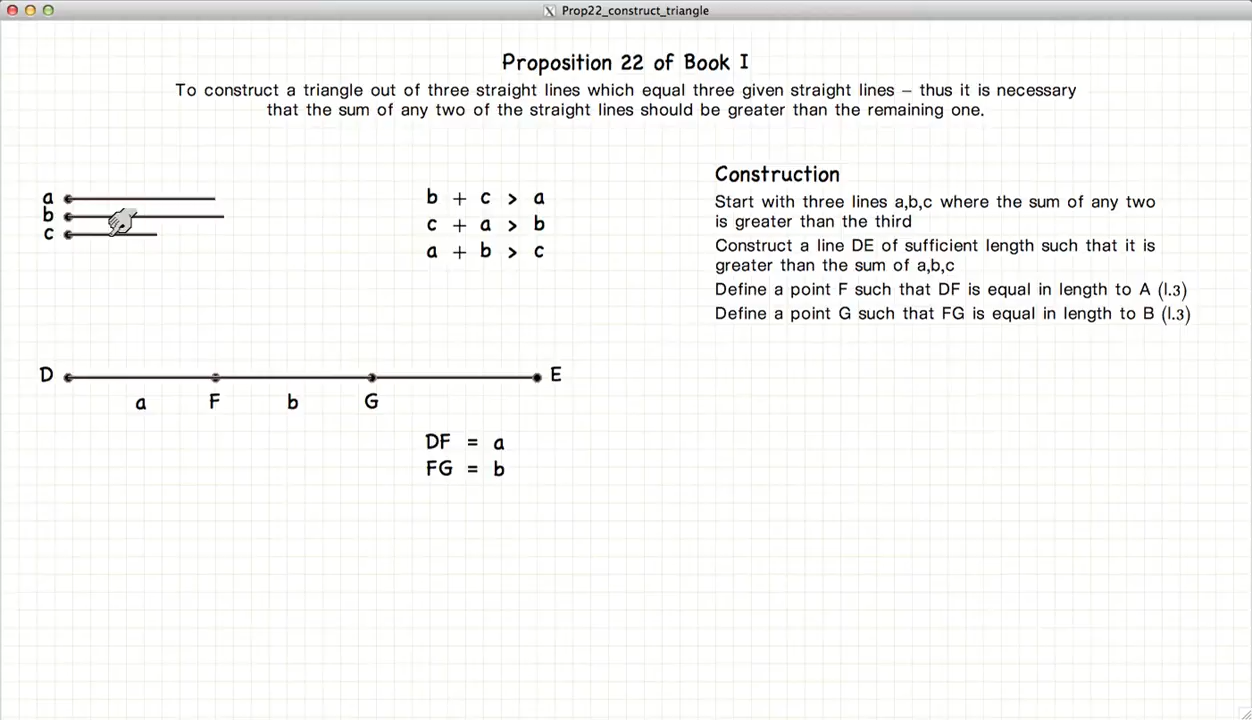 Prop22_construct_triangle
Proposition 22 of Book I
To construct a triangle out of three straight lines which equal three given straight lines – thus it is necessary
that the sum of any two of the straight lines should be greater than the remaining one.
a
b
c
b + c > a
c + a > b
a + b > c
Construction
Start with three lines a,b,c where the sum of any two
is greater than the third
Construct a line DE of sufficient length such that it is
greater than the sum of a,b,c
Define a point F such that DF is equal in length to A (I.3)
Define a point G such that FG is equal in length to B (I.3)
D E
a F b G
DF = a
FG = b